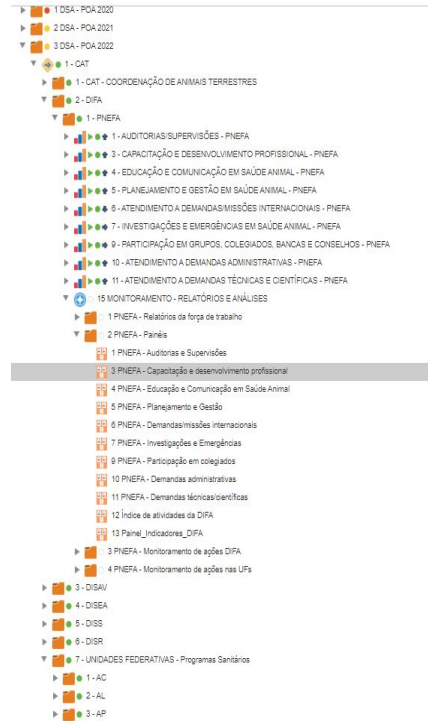 1 DSA - POA 2020
2 DSA - POA 2021
3 DSA - POA 2022
1 - CAT
1 - CAT - COORDENAÇÃO DE ANIMAIS TERRESTRES
2 - DIFA
1 - PNEFA
1 - AUDITORIAS/SUPERVISÕES - PNEFA
3 - CAPACITAÇÃO E DESENVOLVIMENTO PROFISSIONAL - PNEFA
4 - EDUCAÇÃO E COMUNICAÇÃO EM SAÚDE ANIMAL - PNEFA
5 - PLANEJAMENTO E GESTÃO EM SAÚDE ANIMAL - PNEFA
6 - ATENDIMENTO A DEMANDAS/MISSÕES INTERNACIONAIS - PNEFA
7 - INVESTIGAÇÕES E EMERGÊNCIAS EM SAÚDE ANIMAL - PNEFA
9 - PARTICIPAÇÃO EM GRUPOS, COLEGIADOS, BANCAS E CONSELHOS - PNEFA
10 - ATENDIMENTO A DEMANDAS ADMINISTRATIVAS - PNEFA
11 - ATENDIMENTO A DEMANDAS TÉCNICAS E CIENTÍFICAS - PNEFA
15 MONITORAMENTO - RELATÓRIOS E ANÁLISES
1 PNEFA - Relatórios da força de trabalho
2 PNEFA - Painéis
1 PNEFA - Auditorias e Supervisões
3 PNEFA - Capacitação e desenvolvimento profissional
4 PNEFA - Educação e Comunicação em Saúde Animal
5 PNEFA - Planejamento e Gestão
6 PNEFA - Demandas/missões internacionais
7 PNEFA - Investigações e Emergências
9 PNEFA - Participação em colegiados
10 PNEFA - Demandas administrativas
11 PNEFA - Demandas técnicas/científicas
12 Índice de atividades da DIFA
13 Painel_Indicadores_DIFA
3 PNEFA - Monitoramento de ações DIFA
4 PNEFA - Monitoramento de ações nas UFs
3 - DISAV
4 - DISEA
5 - DISS
6 - DISR
7 - UNIDADES FEDERATIVAS - Programas Sanitários
1 - AC
2 - AL
3 - AP